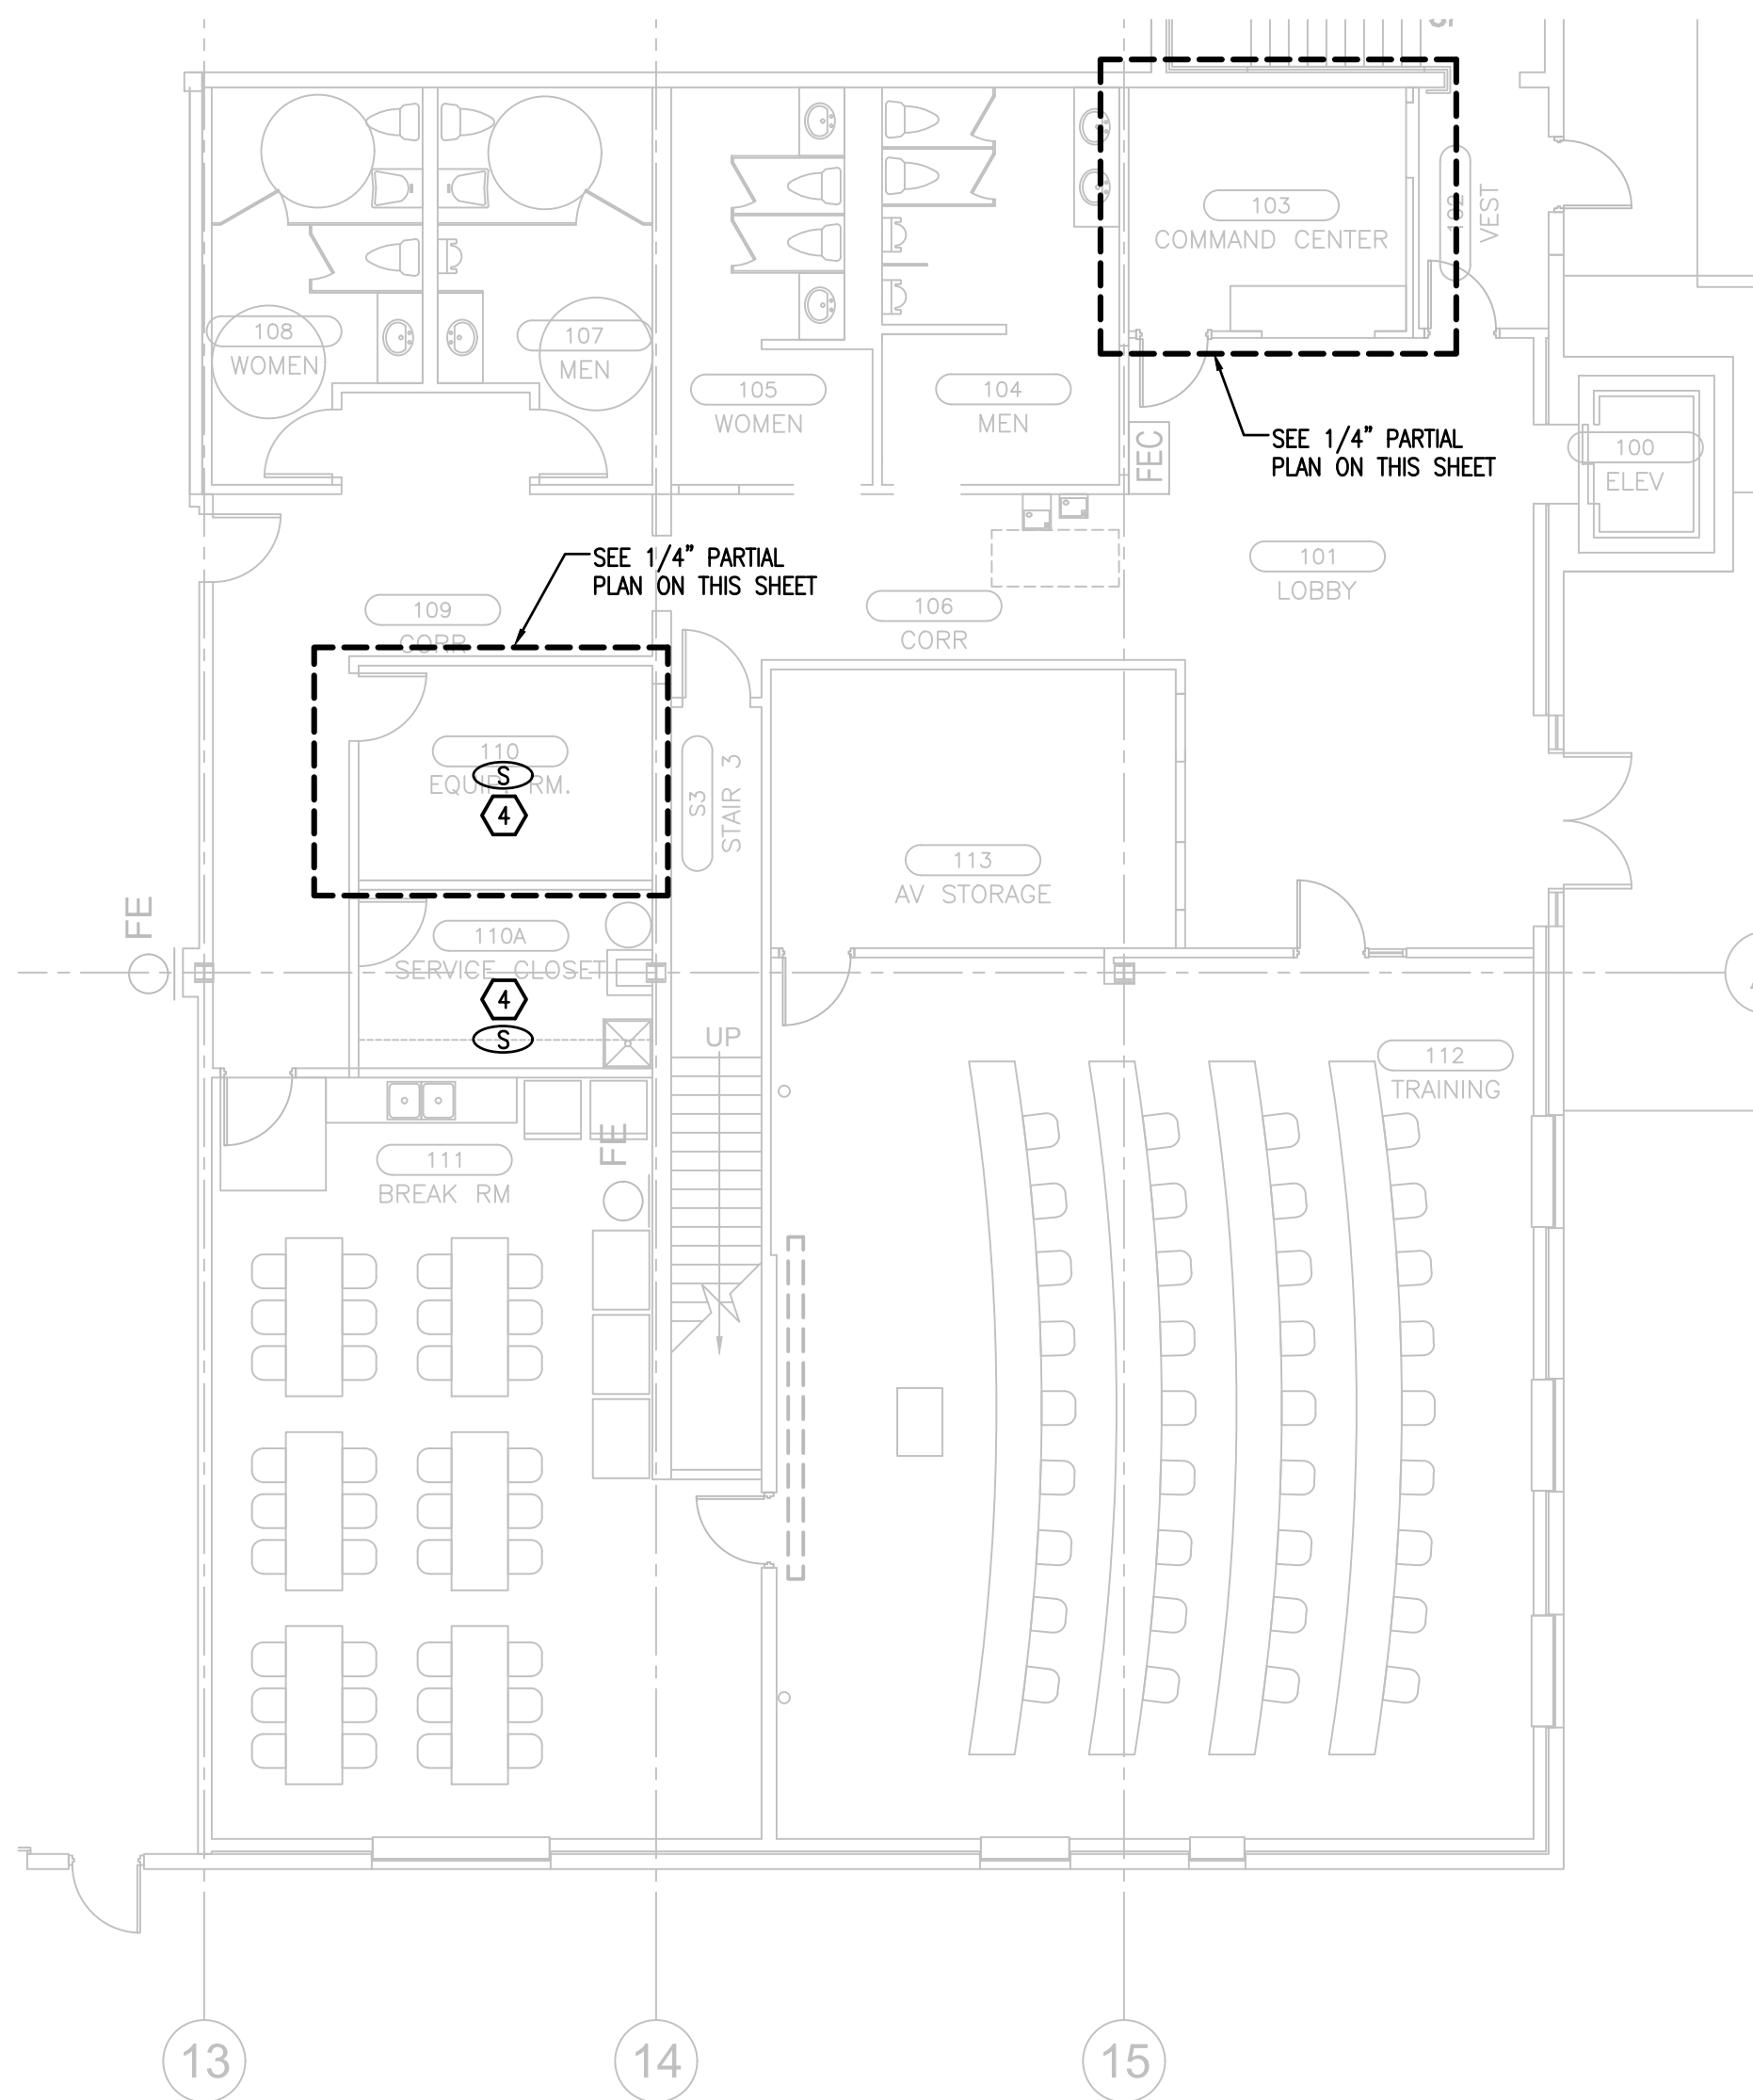 103
COMMAND CENTER
102
VEST
108
WOMEN
107
MEN
105
WOMEN
104
MEN
FEC
SEE 1/4" PARTIAL
PLAN ON THIS SHEET
100
ELEV
SEE 1/4" PARTIAL
PLAN ON THIS SHEET
101
LOBBY
109
CORR
106
CORR
110
EQUIP. RM.
S
4
S3
STAIR 3
113
AV STORAGE
FE
110A
SERVICE CLOSET
4
S
UP
112
TRAINING
111
BREAK RM
FE
13
14
15